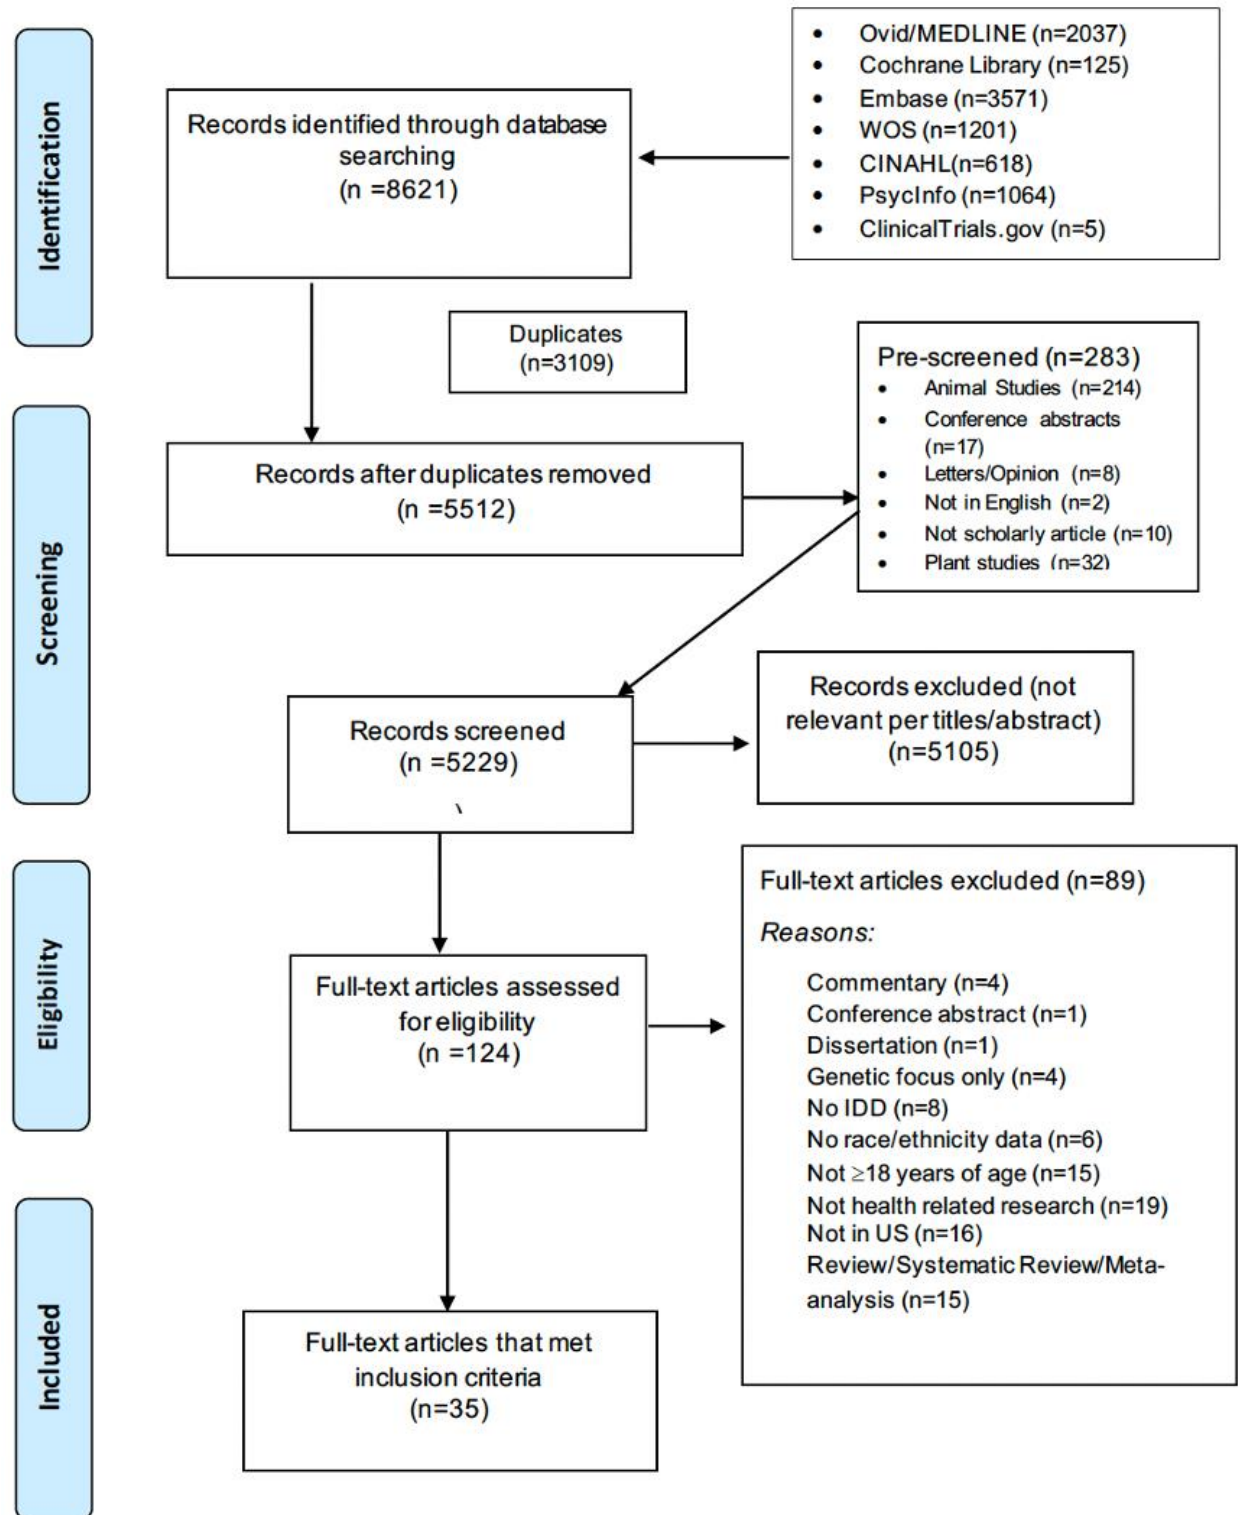 Identification
Records identified through database
searching
(n =8621)
• Ovid/MEDLINE (n=2037)
• Cochrane Library (n=125)
• Embase (n=3571)
• WOS (n=1201)
• CINAHL(n=618)
• PsycInfo (n=1064)
• ClinicalTrials.gov (n=5)
Duplicates
(n=3109)
Screening
Records after duplicates removed
(n =5512)
Pre-screened (n=283)
• Animal Studies (n=214)
• Conference abstracts
(n=17)
• Letters/Opinion (n=8)
• Not in English (n=2)
• Not scholarly article (n=10)
• Plant studies (n=32)
Records screened
(n =5229)
Records excluded (not
relevant per titles/abstract)
(n=5105)
Eligibility
Full-text articles assessed
for eligibility
(n =124)
Full-text articles excluded (n=89)
Reasons:
Commentary (n=4)
Conference abstract (n=1)
Dissertation (n=1)
Genetic focus only (n=4)
No IDD (n=8)
No race/ethnicity data (n=6)
Not ≥18 years of age (n=15)
Not health related research (n=19)
Not in US (n=16)
Review/Systematic Review/Meta-
analysis (n=15)
Included
Full-text articles that met
inclusion criteria
(n=35)